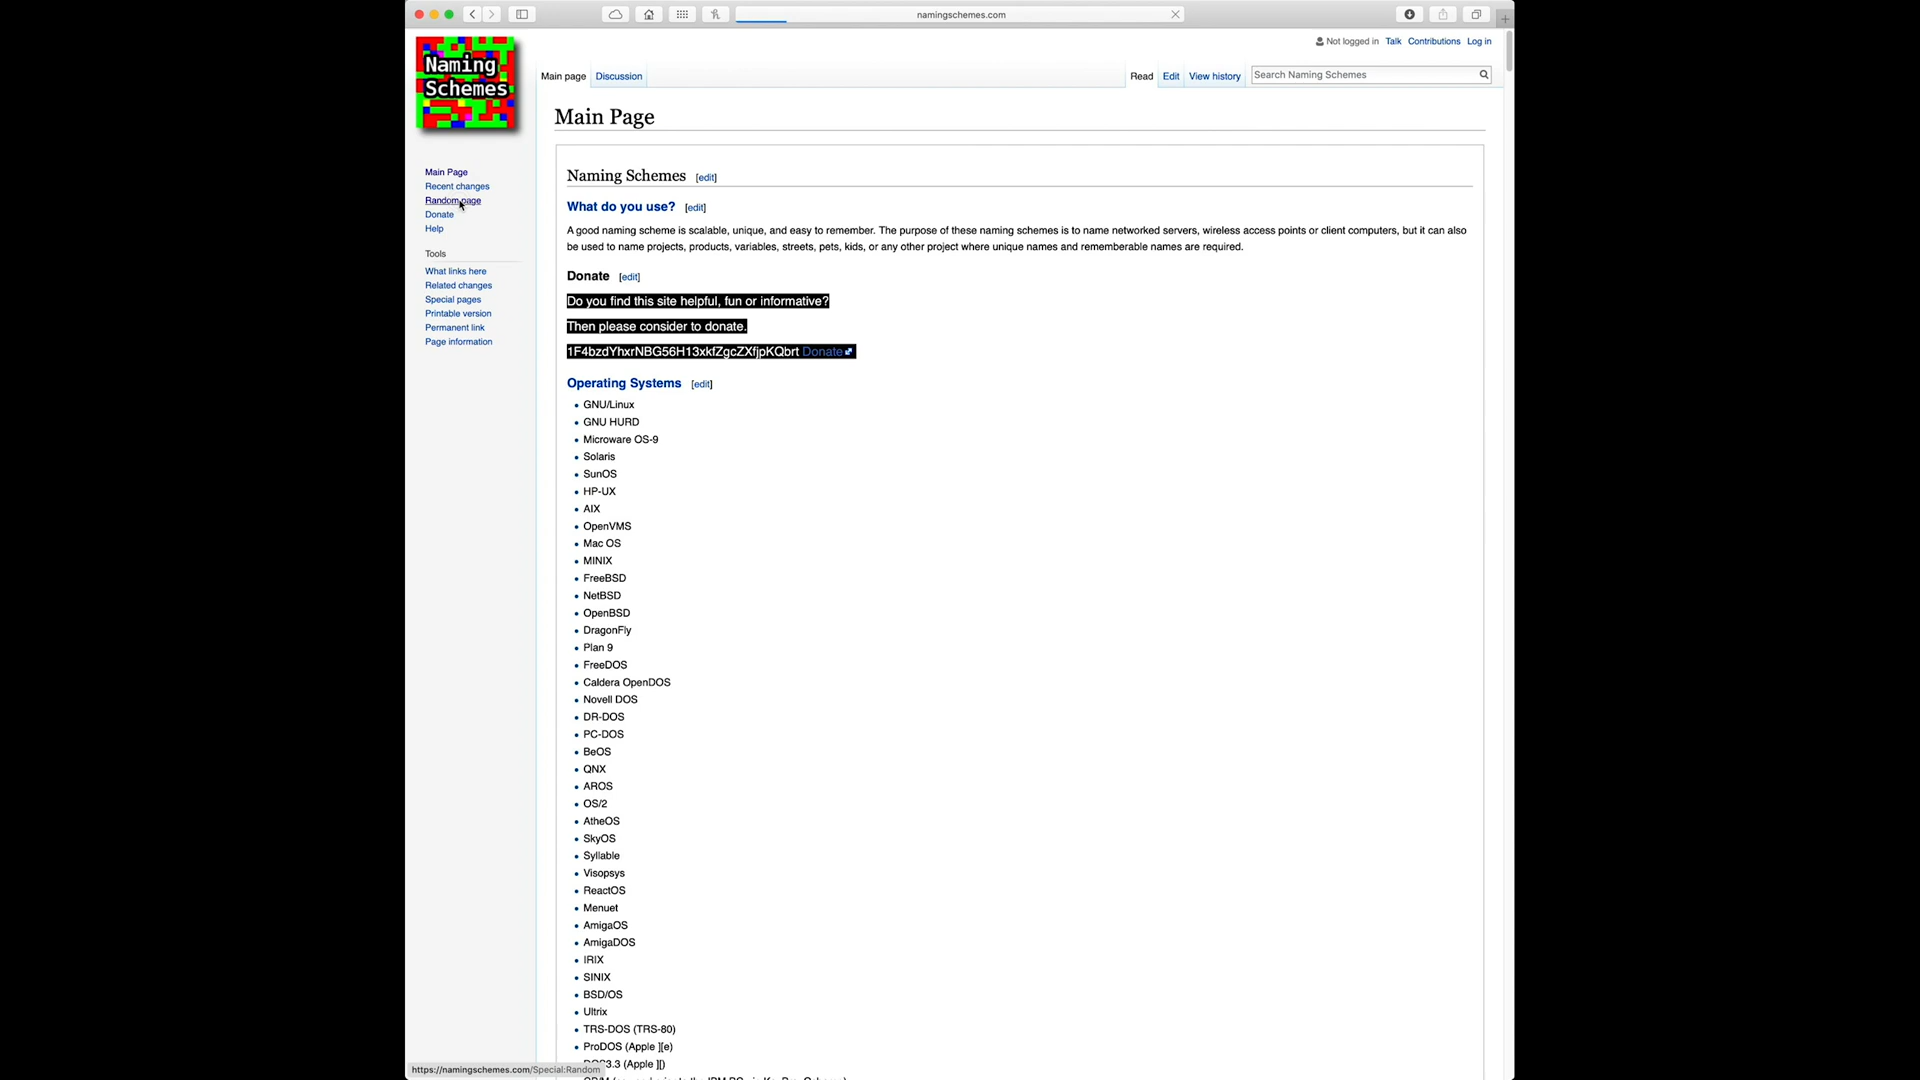 namingschemes.com
Naming
Schemes
Not logged in Talk Contributions Log in
Main page Discussion Read Edit View history Search Naming Schemes
Main Page
Main Page
Recent changes
Random page
Donate
Help
Tools
What links here
Related changes
Special pages
Printable version
Permanent link
Page information
Naming Schemes [edit]
What do you use? [edit]
A good naming scheme is scalable, unique, and easy to remember. The purpose of these naming schemes is to name networked servers, wireless access points or client computers, but it can also
be used to name projects, products, variables, streets, pets, kids, or any other project where unique names and rememberable names are required.
Donate [edit]
Do you find this site helpful, fun or informative?
Then please consider to donate.
1F4bzdYhxrNBG56H13xkfZgcZXfjpKQbrt Donate
Operating Systems [edit]
GNU/Linux
GNU HURD
Microware OS-9
Solaris
SunOS
HP-UX
AIX
OpenVMS
Mac OS
MINIX
FreeBSD
NetBSD
OpenBSD
DragonFly
Plan 9
FreeDOS
Caldera OpenDOS
Novell DOS
DR-DOS
PC-DOS
BeOS
QNX
AROS
OS/2
AtheOS
SkyOS
Syllable
Visopsys
ReactOS
Menuet
AmigaOS
AmigaDOS
IRIX
SINIX
BSD/OS
Ultrix
TRS-DOS (TRS-80)
ProDOS (Apple ][e)
DOS3.3 (Apple ][)
https://namingschemes.com/Special:Random